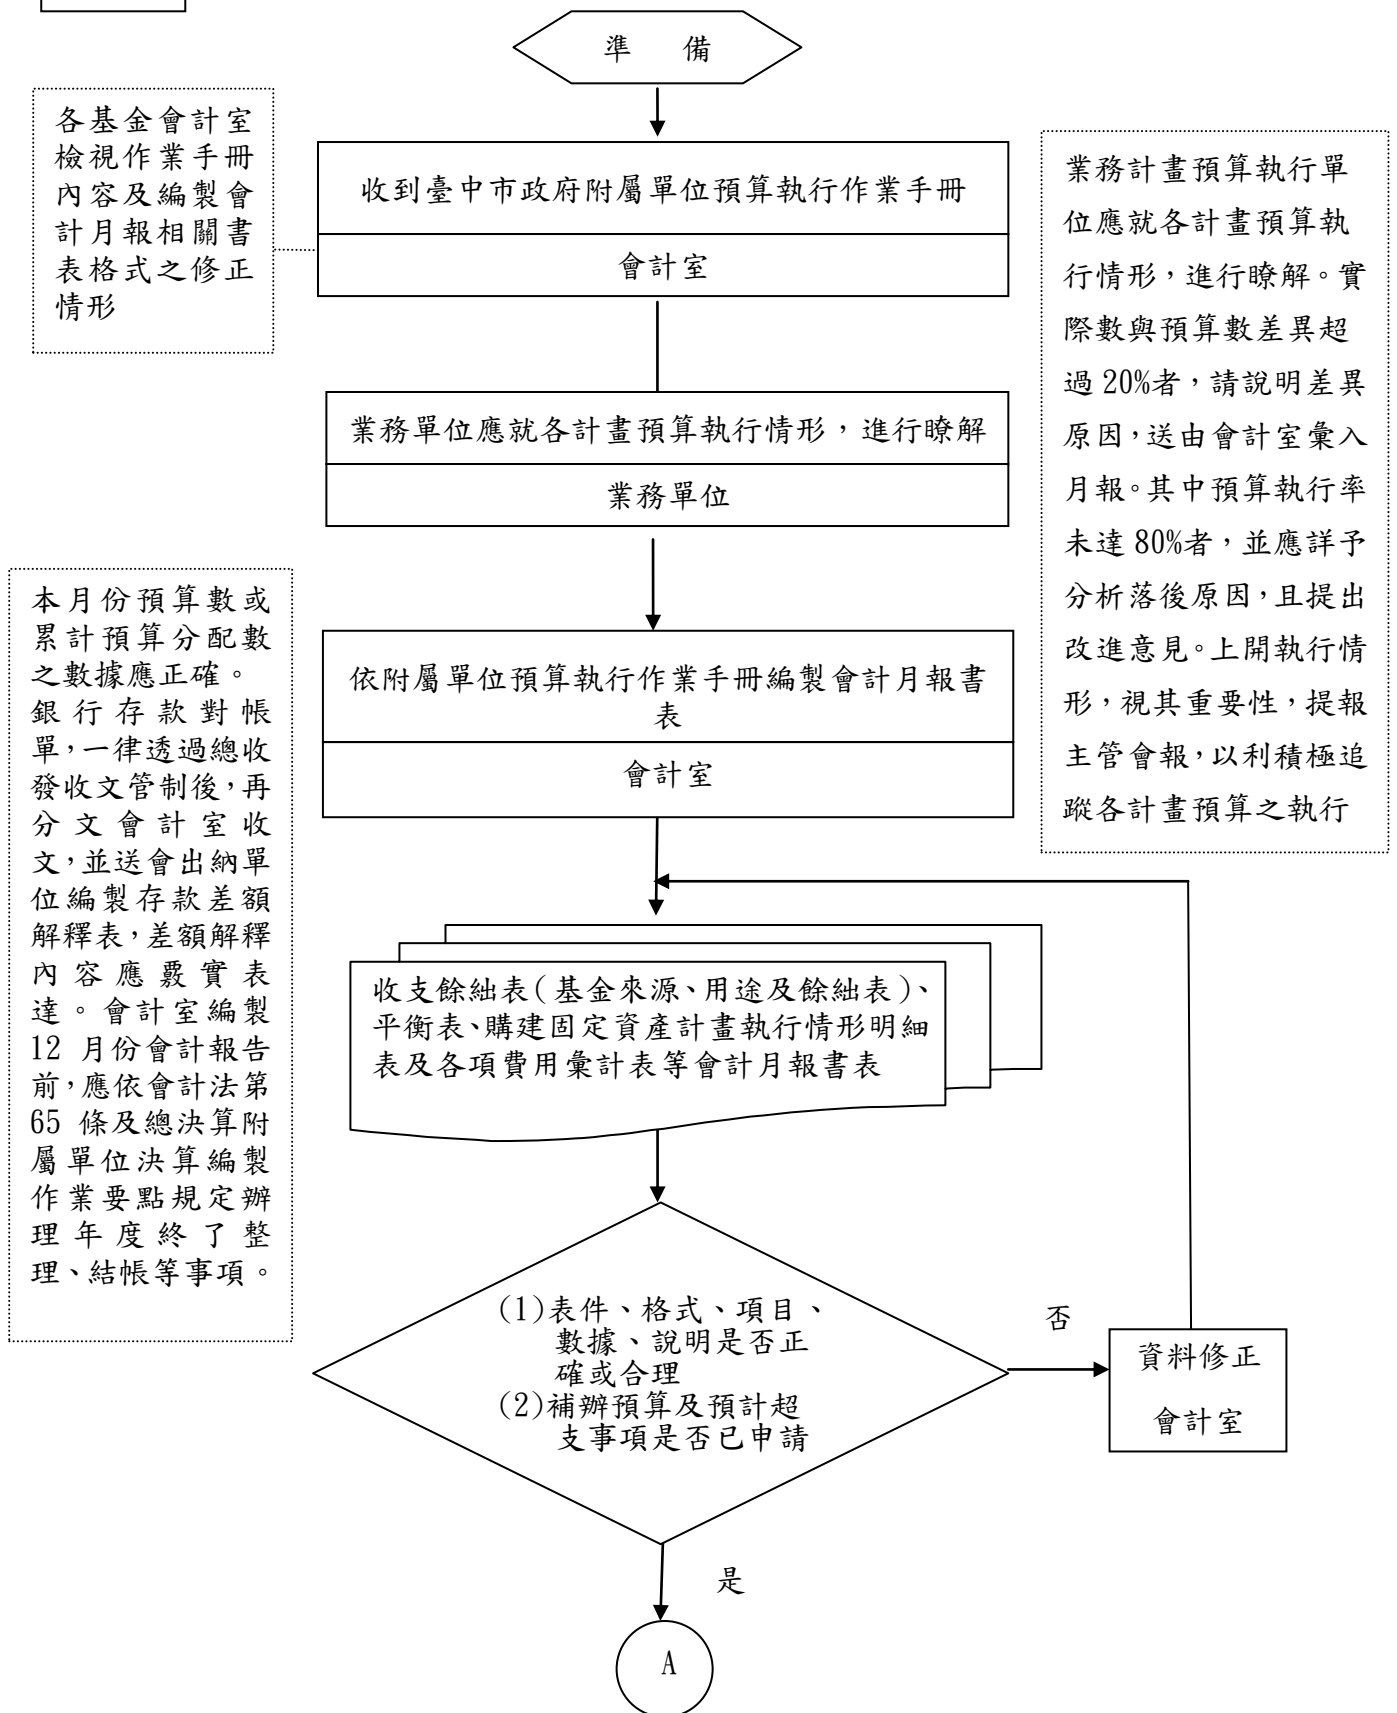 準 備
各基金會計室
檢視作業手冊
內容及編製會
計月報相關書
表格式之修正
情形
收到臺中市政府附屬單位預算執行作業手冊
會計室
業務計畫預算執行單
位應就各計畫預算執
行情形，進行瞭解。實
際數與預算數差異超
過 20%者，請說明差異
原因，送由會計室彙入
月報。其中預算執行率
未達 80%者，並應詳予
分析落後原因，且提出
改進意見。上開執行情
形，視其重要性，提報
主管會報，以利積極追
蹤各計畫預算之執行
業務單位應就各計畫預算執行情形，進行瞭解
業務單位
本月份預算數或
累計預算分配數
之數據應正確。
銀行存款對帳
單，一律透過總收
發收文管制後，再
分文會計室收
文，並送會出納單
位編製存款差額
解釋表，差額解釋
內容應覈實表
達。會計室編製
12 月份會計報告
前，應依會計法第
65 條及總決算附
屬單位決算編製
作業要點規定辦
理年度終了整
理、結帳等事項。
依附屬單位預算執行作業手冊編製會計月報書
表
會計室
收支餘絀表（基金來源、用途及餘絀表）、
平衡表、購建固定資產計畫執行情形明細
表及各項費用彙計表等會計月報書表
(1)表件、格式、項目、
數據、說明是否正
確或合理
(2)補辦預算及預計超
支事項是否已申請
否
資料修正
會計室
是
A